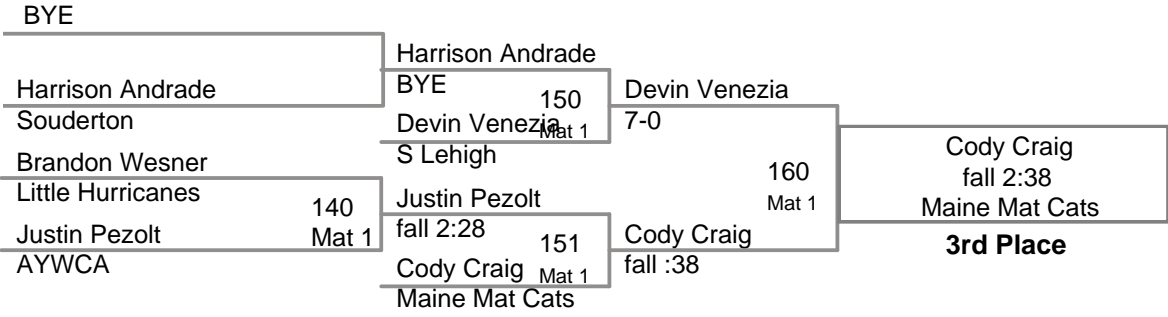 BYE
Harrison Andrade
Souderton
Brandon Wesner
Little Hurricanes
140
Mat 1
Justin Pezolt
AYWCA
Harrison Andrade
BYE
150
Mat 1
Devin Venezia
S Lehigh
Justin Pezolt
fall 2:28
151
Mat 1
Cody Craig
Maine Mat Cats
Devin Venezia
7-0
160
Mat 1
Cody Craig
fall :38
Cody Craig
fall 2:38
Maine Mat Cats
3rd Place